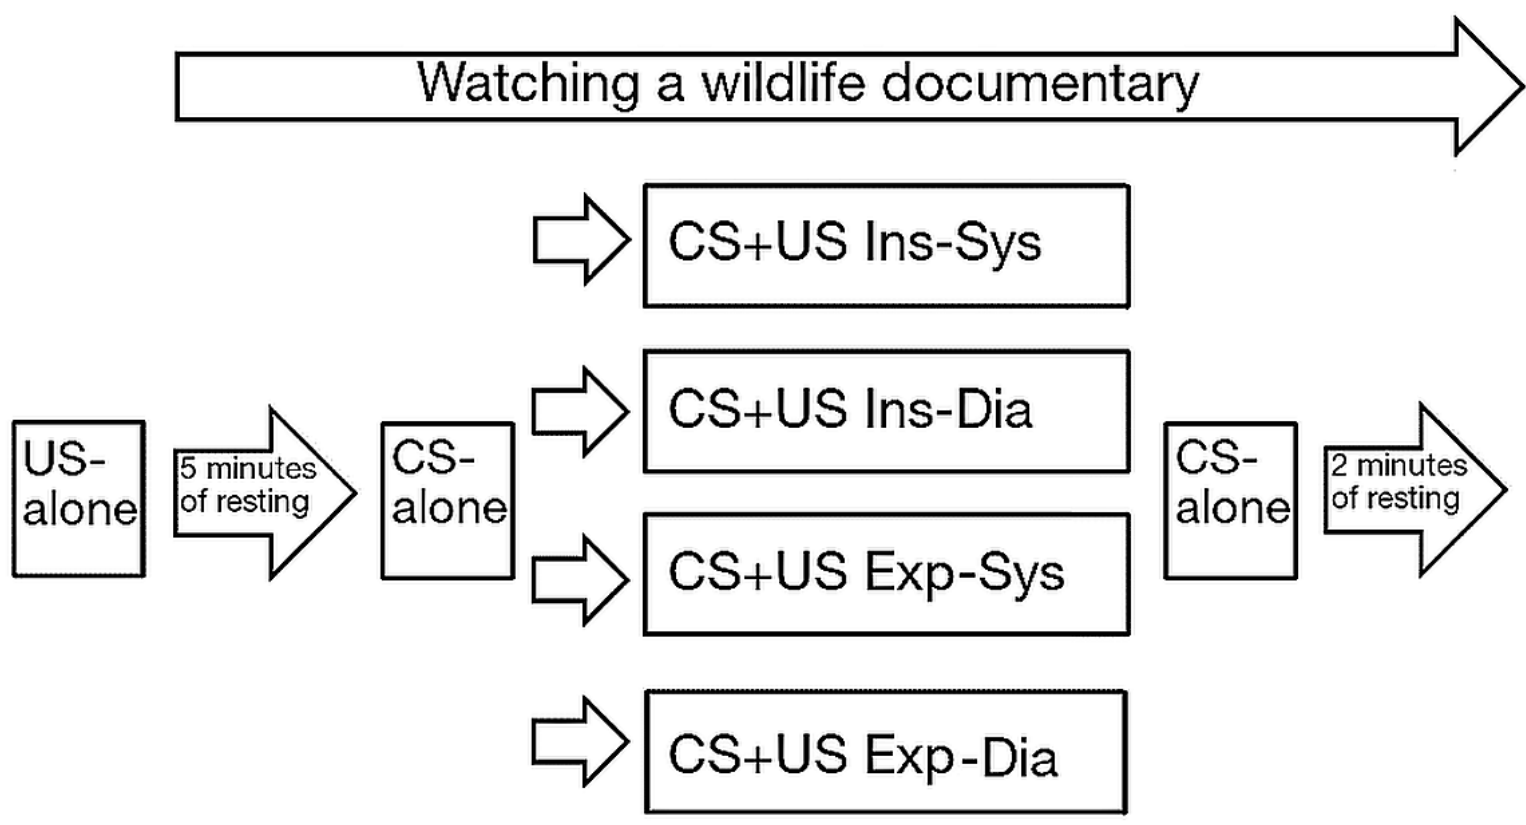 Watching a wildlife documentary
CS+US Ins-Sys
CS+US Ins-Dia
US-
alone
5 minutes
of resting
CS-
alone
CS+US Exp-Sys
CS+US Exp-Dia
CS-
alone
2 minutes
of resting